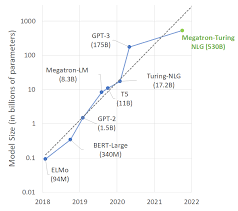 Model Size (in billions of parameters)
1000
100
10
1
0.1
0.01
2018
2019
2020
2021
2022
GPT-3
(175B)
Megatron-Turing
NLG (530B)
Megatron-LM
(8.3B)
Turing-NLG
(17.2B)
T5
(11B)
GPT-2
(1.5B)
BERT-Large
(340M)
ELMo
(94M)